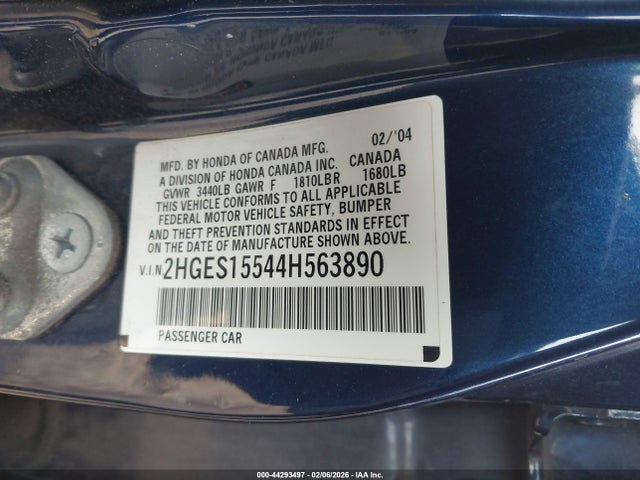 MFD. BY HONDA OF CANADA MFG. 02/'04
A DIVISION OF HONDA CANADA INC. CANADA
GVWR 3440LB GAWR F 1810LB R 1680LB
THIS VEHICLE CONFORMS TO ALL APPLICABLE
FEDERAL MOTOR VEHICLE SAFETY, BUMPER
AND THEFT PREVENTION STANDARDS IN EFFECT
ON THE DATE OF MANUFACTURE SHOWN ABOVE.
V.I.N. 2HGES15544H563890
PASSENGER CAR
000-44293497 - 02/06/2026 - IAA Inc.